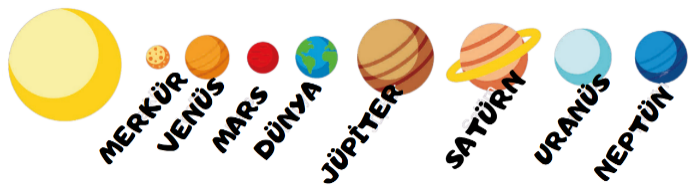 MERKÜR
VENÜS
MARS
DÜNYA
JÜPİTER
SATÜRN
URANÜS
NEPTÜN